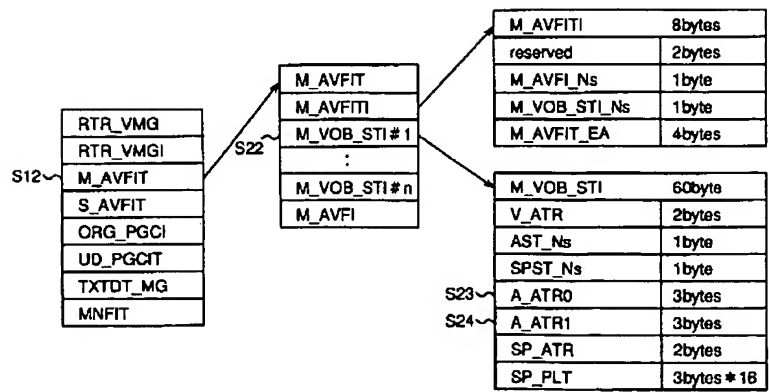 RTR_VMG
RTR_VMGI
S12 M_AVFIT
S_AVFIT
ORG_PGCI
UD_PGCIT
TXTDT_MG
MNFIT
M_AVFIT
M_AVFITI
S22 M_VOB_STI#1
:
M_VOB_STI#n
M_AVFI
M_AVFITI 8bytes
reserved 2bytes
M_AVFI_Ns 1byte
M_VOB_STI_Ns 1byte
M_AVFIT_EA 4bytes
M_VOB_STI 60byte
V_ATR 2bytes
AST_Ns 1byte
SPST_Ns 1byte
S23 A_ATR0 3bytes
S24 A_ATR1 3bytes
SP_ATR 2bytes
SP_PLT 3bytes*16